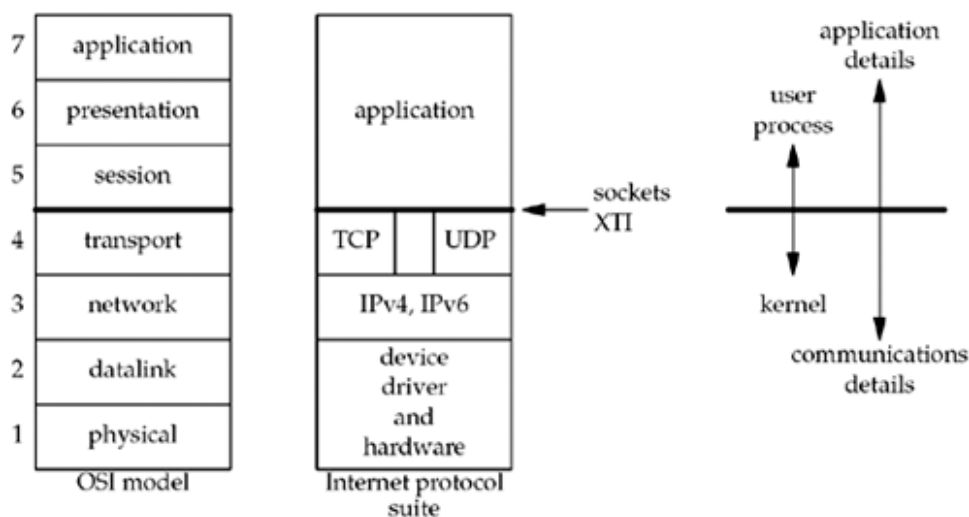 7
application
6
presentation
5
session
4
transport
3
network
2
datalink
1
physical
OSI model
application
TCP
UDP
IPv4, IPv6
device
driver
and
hardware
Internet protocol
suite
sockets
XTI
application
details
user
process
kernel
communications
details